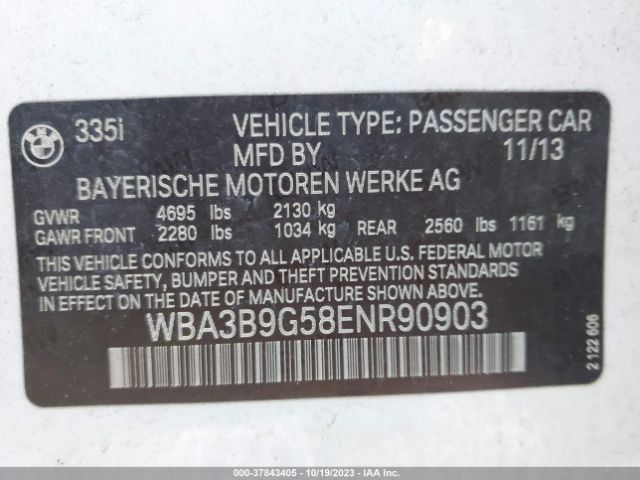 BMW
335i VEHICLE TYPE: PASSENGER CAR
MFD BY 11/13
BAYERISCHE MOTOREN WERKE AG
GVWR 4695 lbs 2130 kg
GAWR FRONT 2280 lbs 1034 kg REAR 2560 lbs 1161 kg
THIS VEHICLE CONFORMS TO ALL APPLICABLE U.S. FEDERAL MOTOR
VEHICLE SAFETY, BUMPER AND THEFT PREVENTION STANDARDS
IN EFFECT ON THE DATE OF MANUFACTURE SHOWN ABOVE.
WBA3B9G58ENR90903
2 122 606
000-37843405 - 10/19/2023 - IAAI.COM